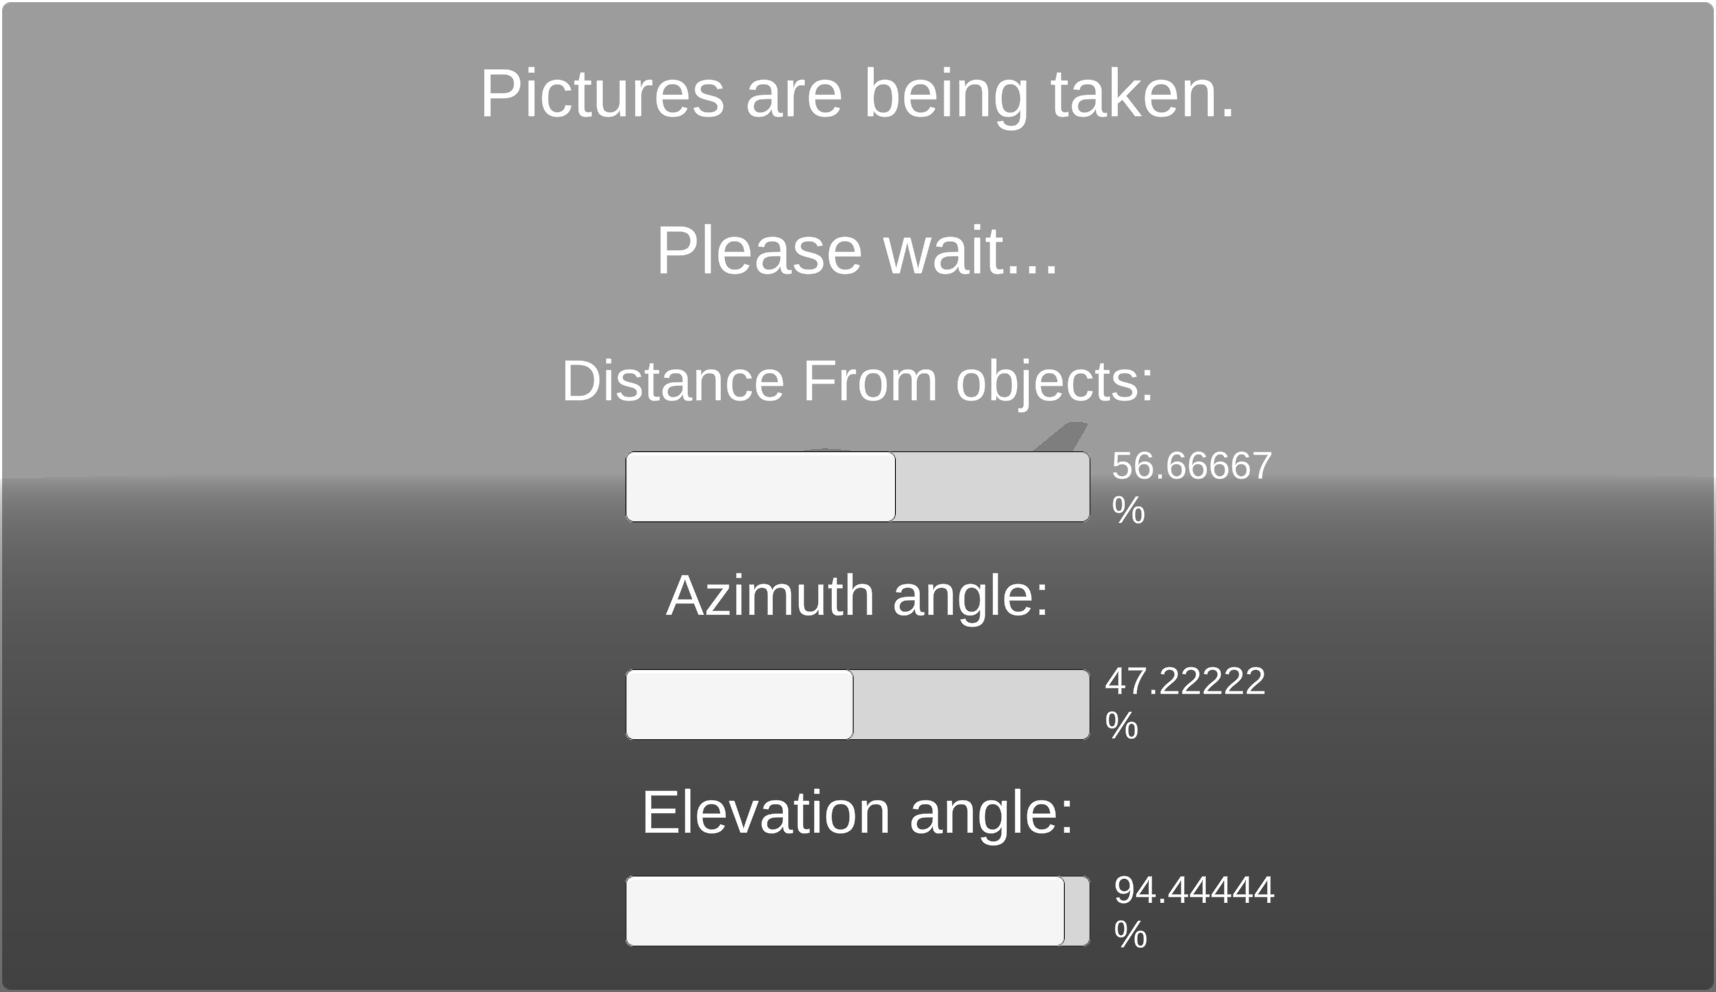 Pictures are being taken.
Please wait...
Distance From objects:
56.66667
%
Azimuth angle:
47.22222
%
Elevation angle:
94.44444
%